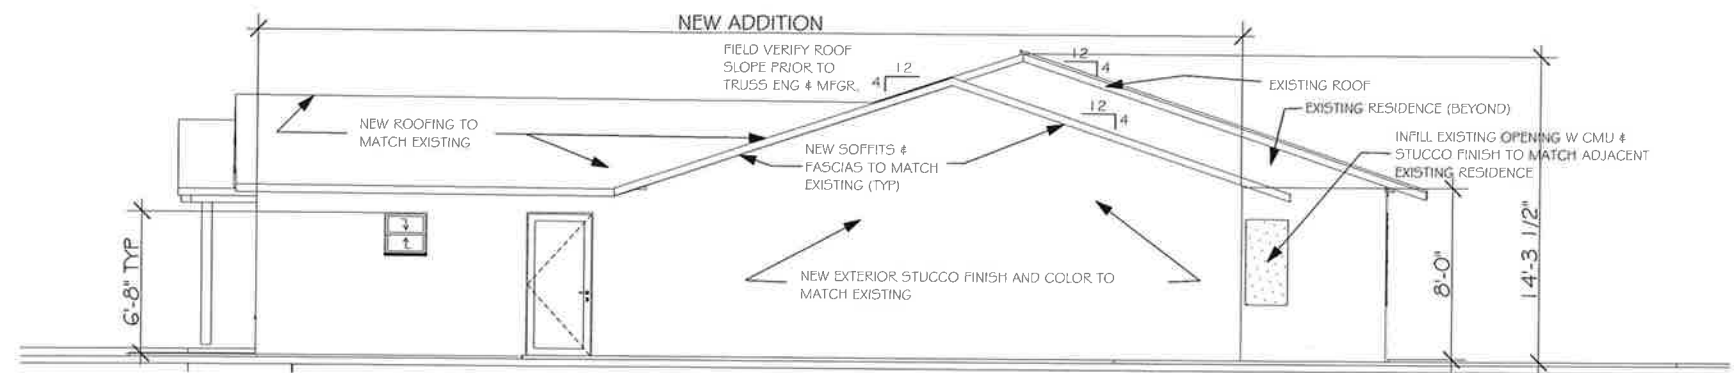 NEW ADDITION
FIELD VERIFY ROOF
SLOPE PRIOR TO
TRUSS ENG & MFGR.
12
4
12
4
EXISTING ROOF
EXISTING RESIDENCE (BEYOND)
12
4
NEW ROOFING TO
MATCH EXISTING
NEW SOFFITS &
FASCIAS TO MATCH
EXISTING (TYP)
INFILL EXISTING OPENING W CMU &
STUCCO FINISH TO MATCH ADJACENT
EXISTING RESIDENCE
6'-8" TYP
NEW EXTERIOR STUCCO FINISH AND COLOR TO
MATCH EXISTING
8'-0"
14'-3 1/2"